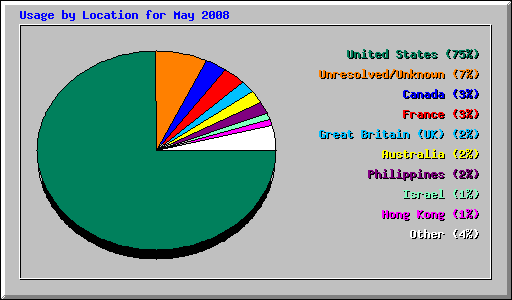 Usage by Location for May 2008
United States (75%)
Unresolved/Unknown (7%)
Canada (3%)
France (3%)
Great Britain (UK) (2%)
Australia (2%)
Philippines (2%)
Israel (1%)
Hong Kong (1%)
Other (4%)